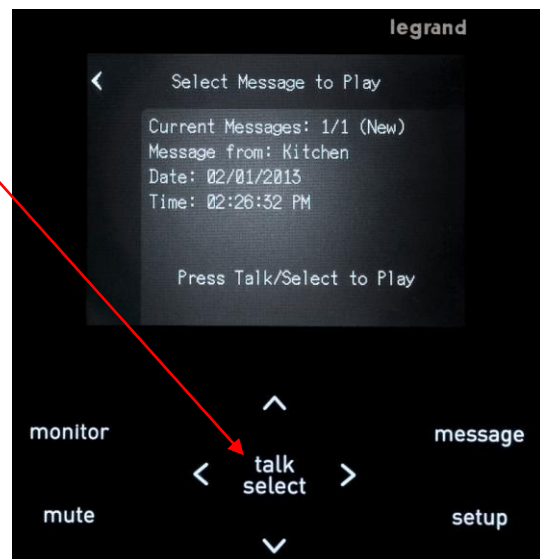 legrand
Select Message to Play
Current Messages: 1/1 (New)
Message from: Kitchen
Date: 02/01/2013
Time: 02:26:32 PM
Press Talk/Select to Play
monitor
message
talk
select
mute
setup